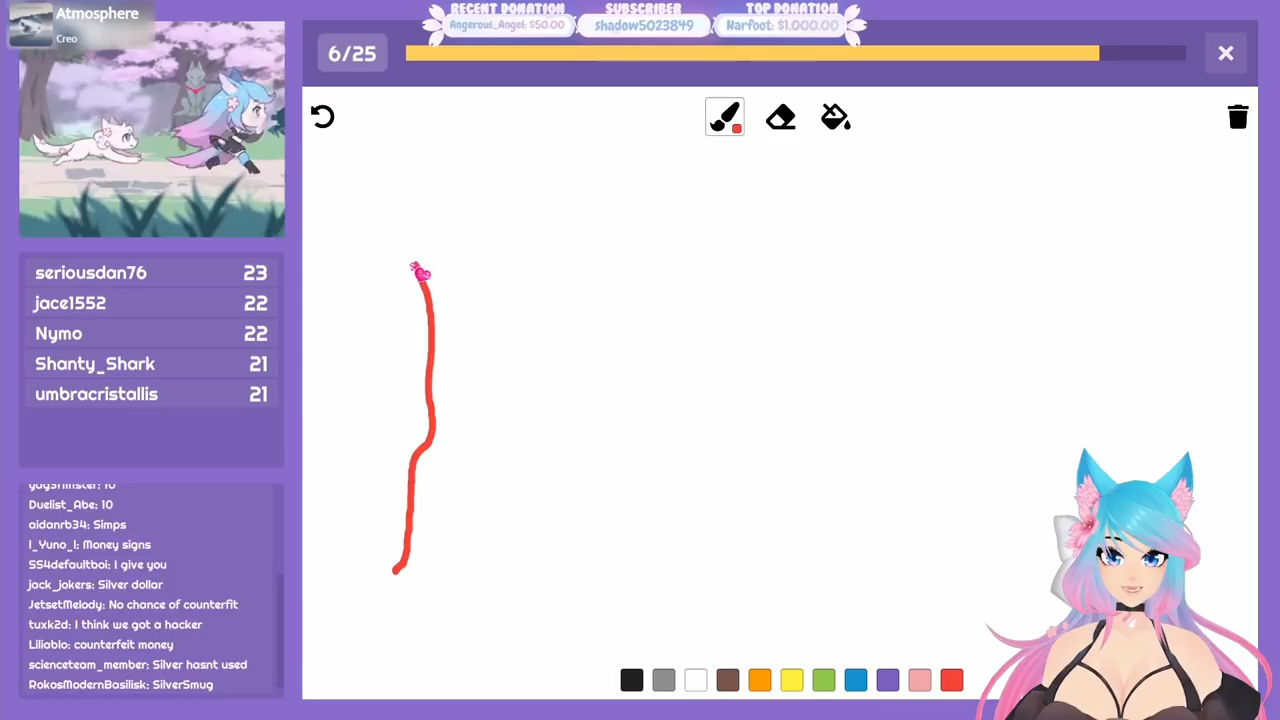 Atmosphere
Creo
RECENT DONATION
Angerous_Angel: $50.00
SUBSCRIBER
shadow5023849
TOP DONATION
Narfoot: $1,000.00
6/25
seriousdan76 23
jace1552 22
Nymo 22
Shanty_Shark 21
umbracristallis 21
Duelist_Abe: 10
aidanrb34: Simps
I_Yuno_I: Money signs
SS4defaultboi: I give you
jack_jokers: Silver dollar
JetsetMelody: No chance of counterfit
tuxk2d: I think we got a hacker
Liliablo: counterfeit money
scienceteam_member: Silver hasnt used
RokosModernBasilisk: SilverSmug